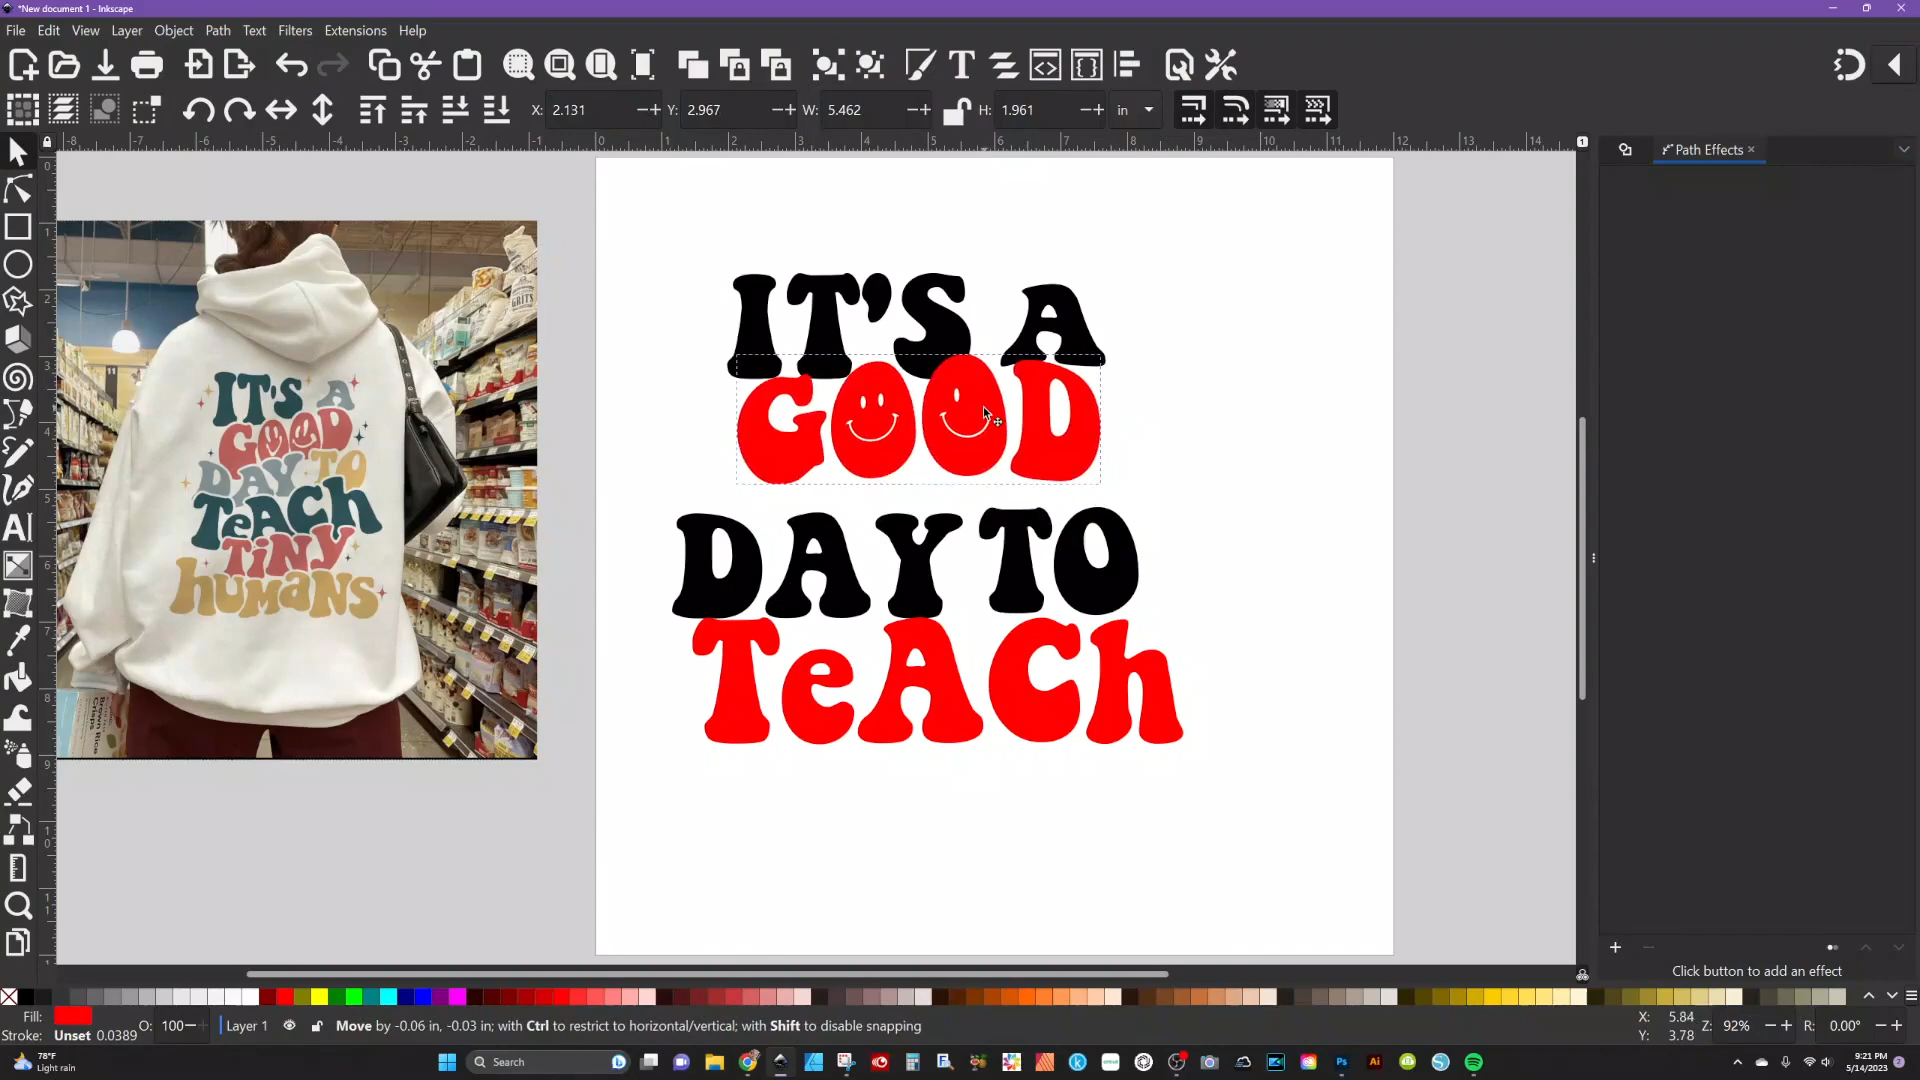 *New document 1 - Inkscape
File Edit View Layer Object Path Text Filters Extensions Help
X: 2.131 Y: 2.967 W: 5.462 H: 1.961 in
Path Effects
IT'S A
GOOD
DAY TO
TeACh
IT'S A
GOOD
DAY TO
TeACh
TiNY
hUMaNS
GRITS
Brown Rice
Crisps
Click button to add an effect
Fill:
Stroke: Unset 0.0389
O: 100
Layer 1
Move by -0.06 in, -0.03 in; with Ctrl to restrict to horizontal/vertical; with Shift to disable snapping
X: 5.84
Y: 3.78
Z: 92%
R: 0.00°
78°F
Light rain
Search
9:21 PM
5/14/2023